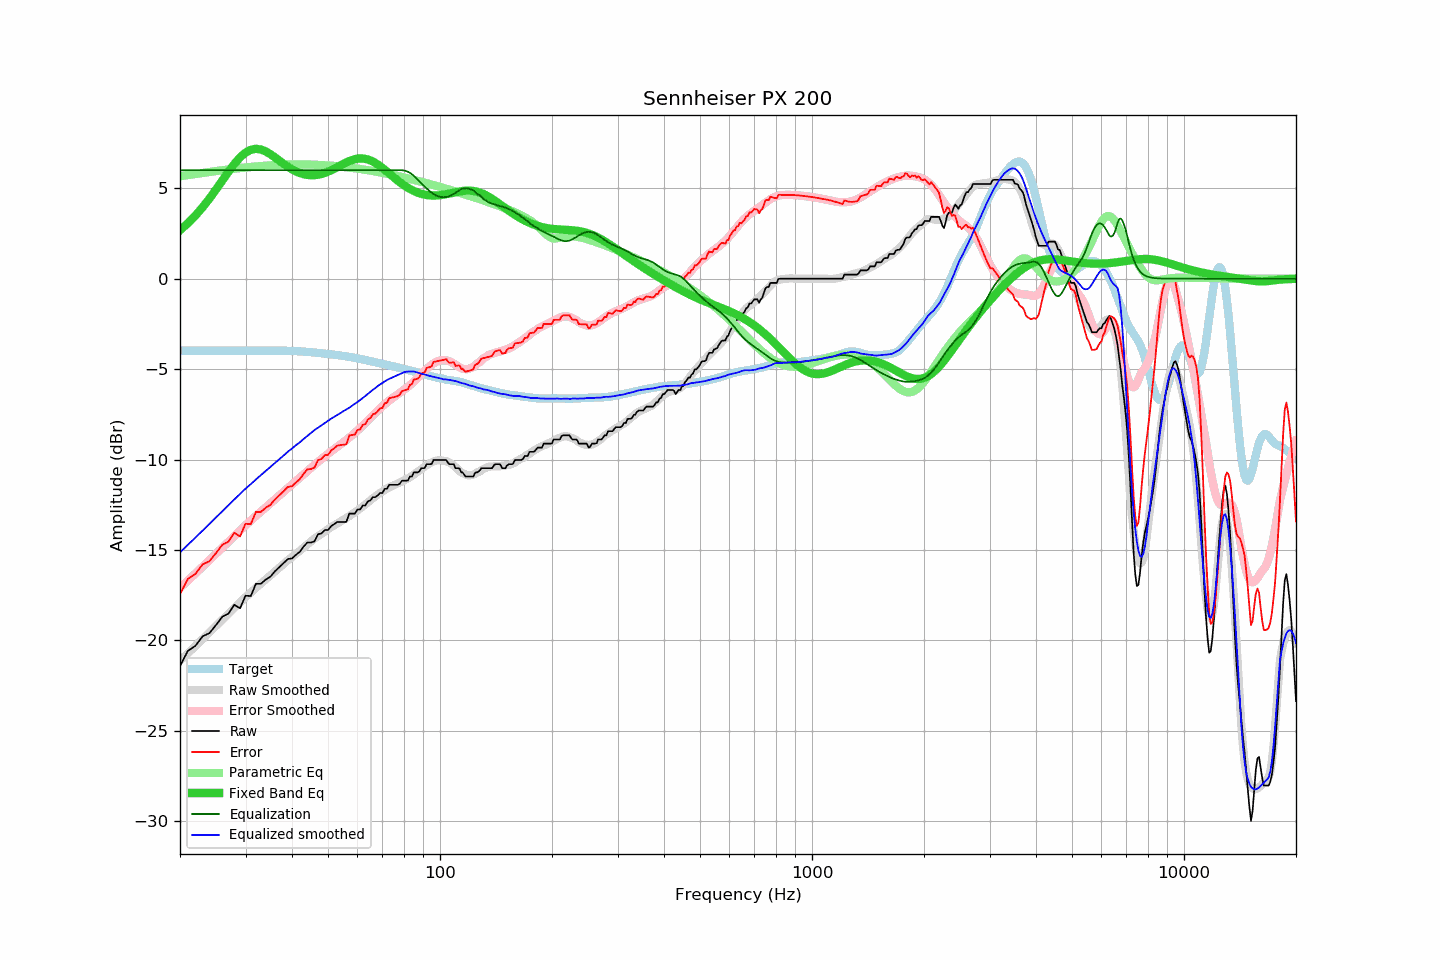 Sennheiser PX 200
Amplitude (dBr)
5
0
−5
−10
−15
−20
−25
−30
Target
Raw Smoothed
Error Smoothed
Raw
Error
Parametric Eq
Fixed Band Eq
Equalization
Equalized smoothed
100
1000
10000
Frequency (Hz)